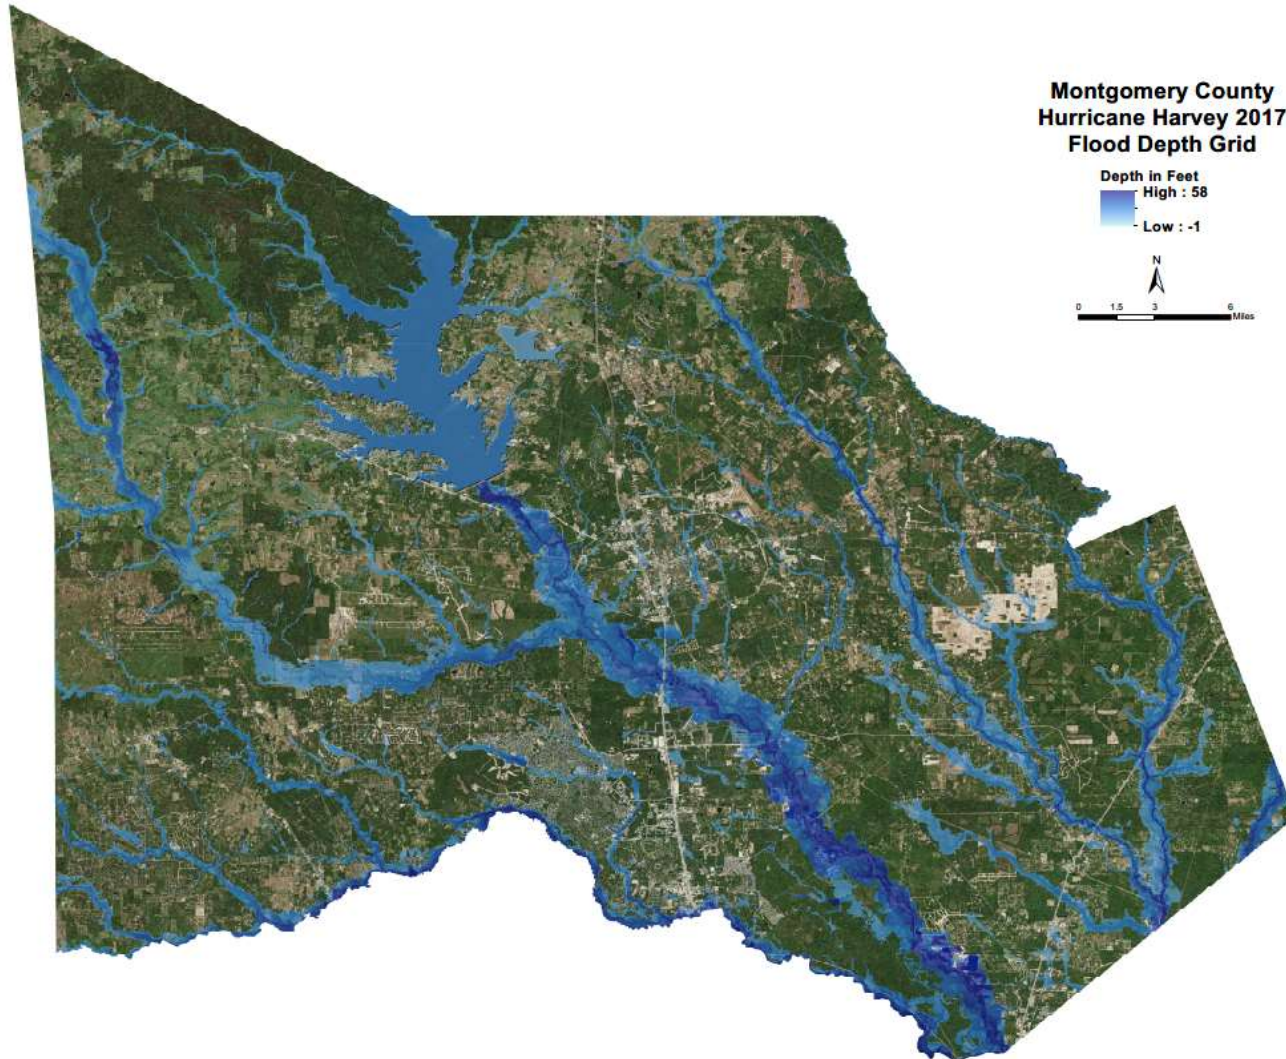 Montgomery County
Hurricane Harvey 2017
Flood Depth Grid
Depth in Feet
High : 58
Low : -1
N
0 1.5 3 6
Miles